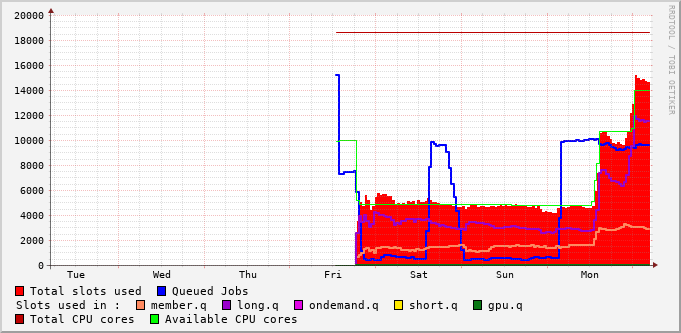 20000
18000
16000
14000
12000
10000
8000
6000
4000
2000
0
Tue Wed Thu Fri Sat Sun Mon
Total slots used Queued Jobs
Slots used in : member.q long.q ondemand.q short.q gpu.q
Total CPU cores Available CPU cores
RRDTOOL / TOBI OETIKER